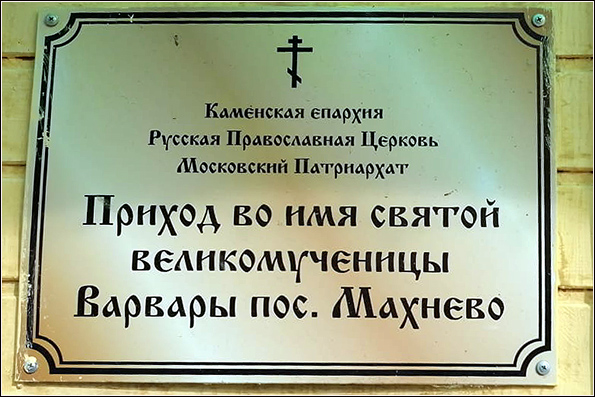 Каменская епархия
Русская Православная Церковь
Московский Патриархат
Приход во имя святой
великомученицы
Варвары пос. Махнево